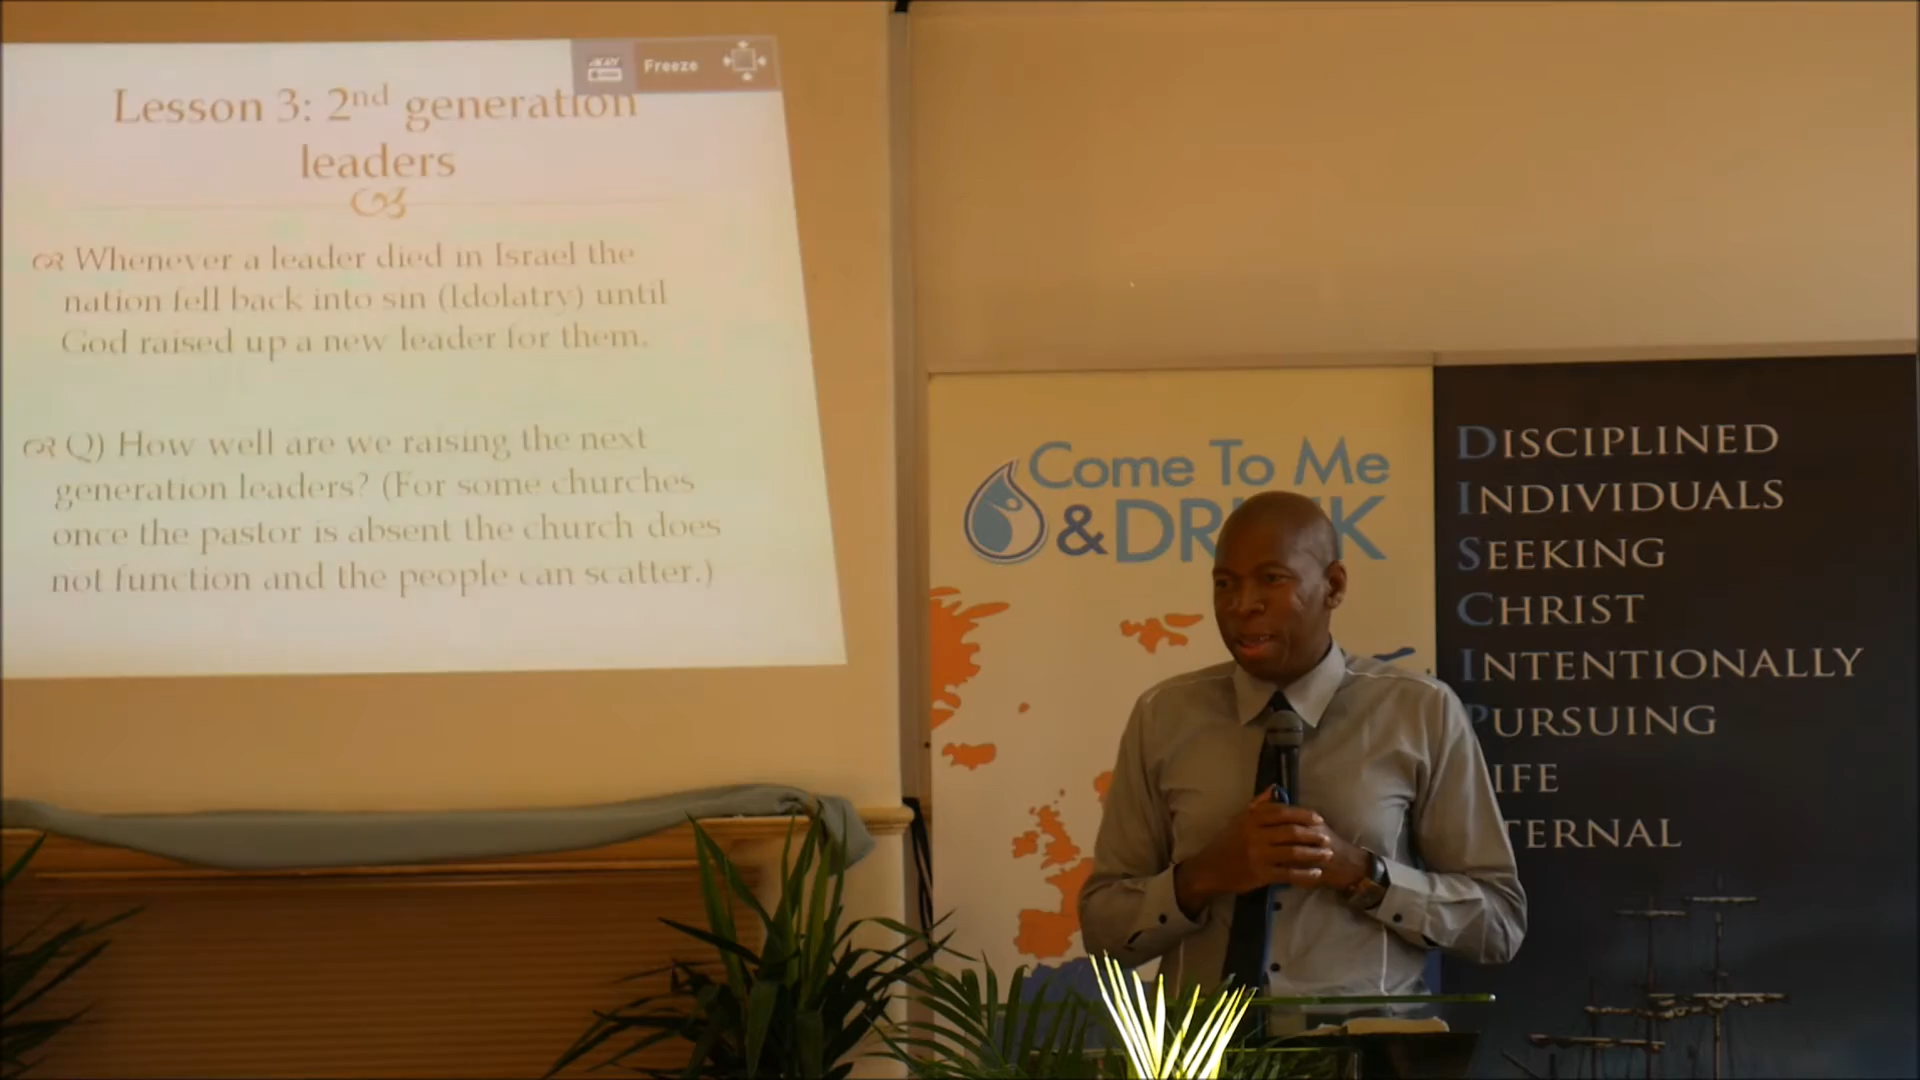 Freeze
Lesson 3: 2nd generation
leaders
Whenever a leader died in Israel the
nation fell back into sin (Idolatry) until
God raised up a new leader for them.
Q) How well are we raising the next
generation leaders? (For some churches
once the pastor is absent the church does
not function and the people can scatter.)
Come To Me
& DR K
DISCIPLINED
INDIVIDUALS
SEEKING
CHRIST
INTENTIONALLY
PURSUING
IFE
TERNAL